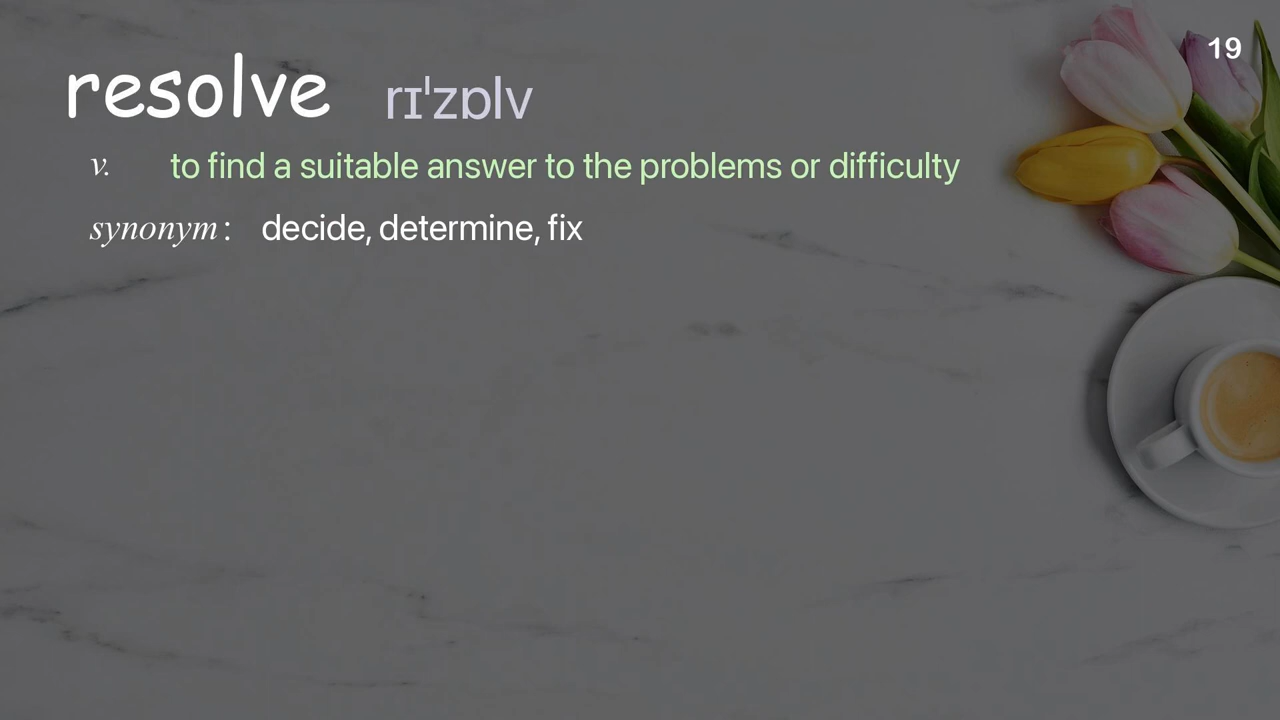 19
resolve rɪˈzɒlv
v. to find a suitable answer to the problems or difficulty
synonym : decide, determine, fix